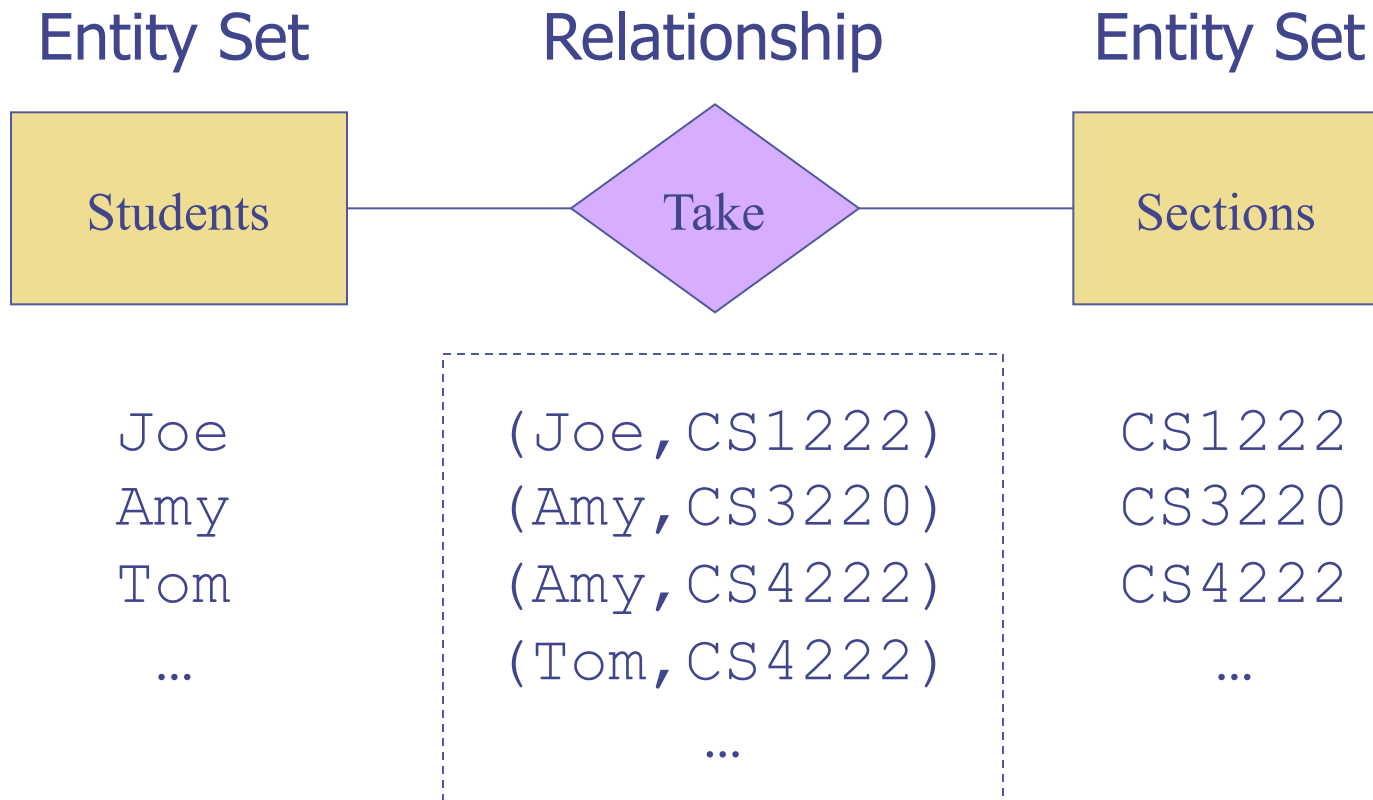 Entity Set Relationship Entity Set
Students Take Sections
Joe (Joe,CS1222) CS1222
Amy (Amy,CS3220) CS3220
Tom (Amy,CS4222) CS4222
… (Tom,CS4222) …
…